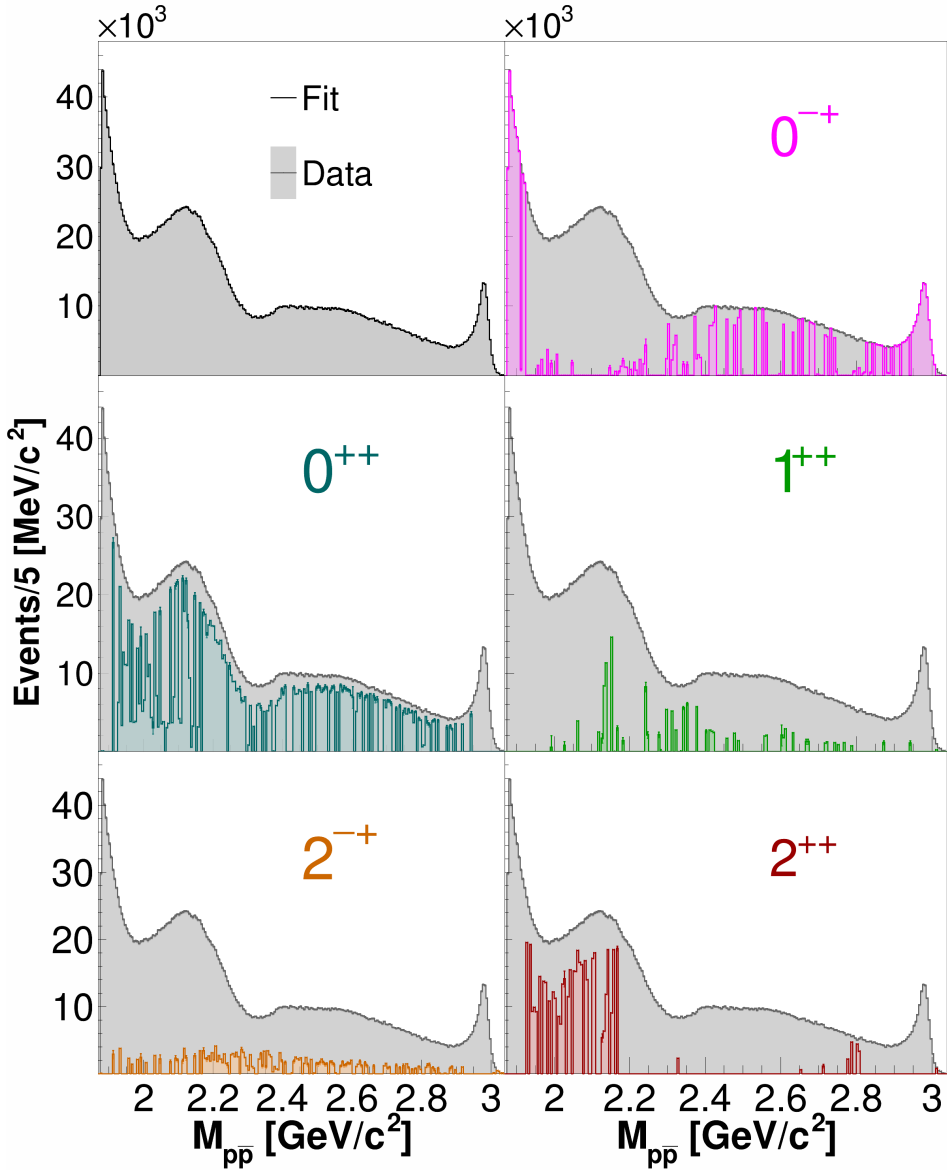 ×10³ ×10³
40 Fit 0⁻⁺
30 Data
20
10
Events/5 [MeV/c²]
40 0⁺⁺ 1⁺⁺
30
20
10
40 2⁻⁺ 2⁺⁺
30
20
10
2 2.2 2.4 2.6 2.8 3 2 2.2 2.4 2.6 2.8 3
M_pp̅ [GeV/c²] M_pp̅ [GeV/c²]